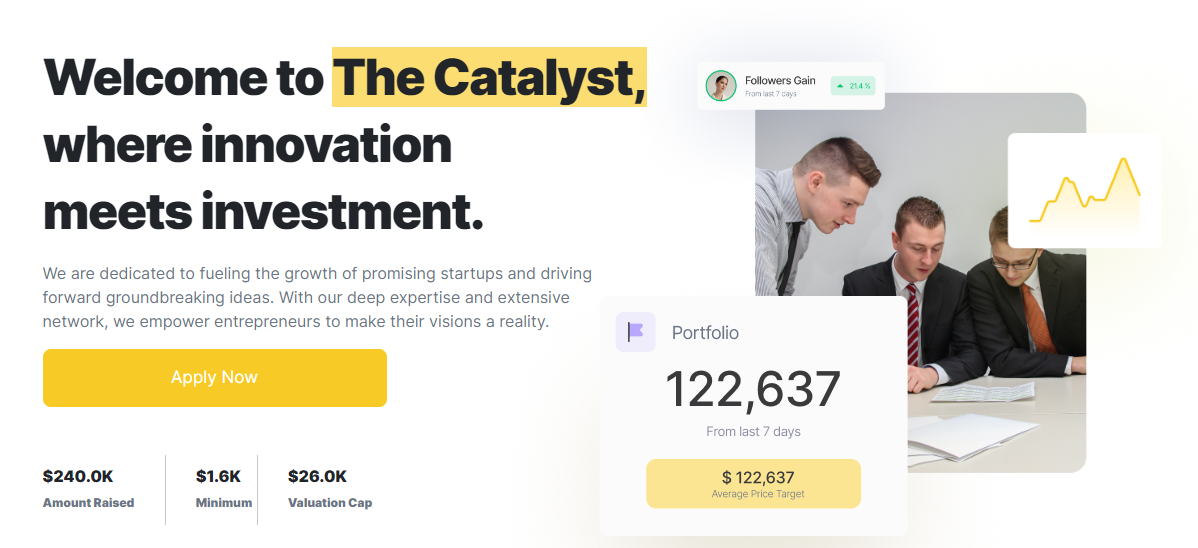 Welcome to The Catalyst,
where innovation
meets investment.
We are dedicated to fueling the growth of promising startups and driving
forward groundbreaking ideas. With our deep expertise and extensive
network, we empower entrepreneurs to make their visions a reality.
Apply Now
$240.0K
Amount Raised
$1.6K
Minimum
$26.0K
Valuation Cap
Followers Gain
From last 7 days
21,4 %
Portfolio
122,637
From last 7 days
$ 122,637
Average Price Target